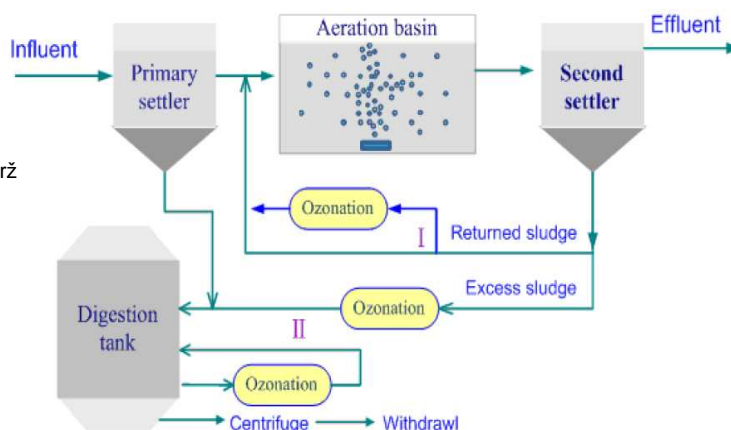 Aeration basin
Effluent
Influent
Primary
settler
Second
settler
rž
Ozonation
I
Returned sludge
Excess sludge
Ozonation
Digestion
tank
II
Ozonation
Centrifuge
Withdrawl